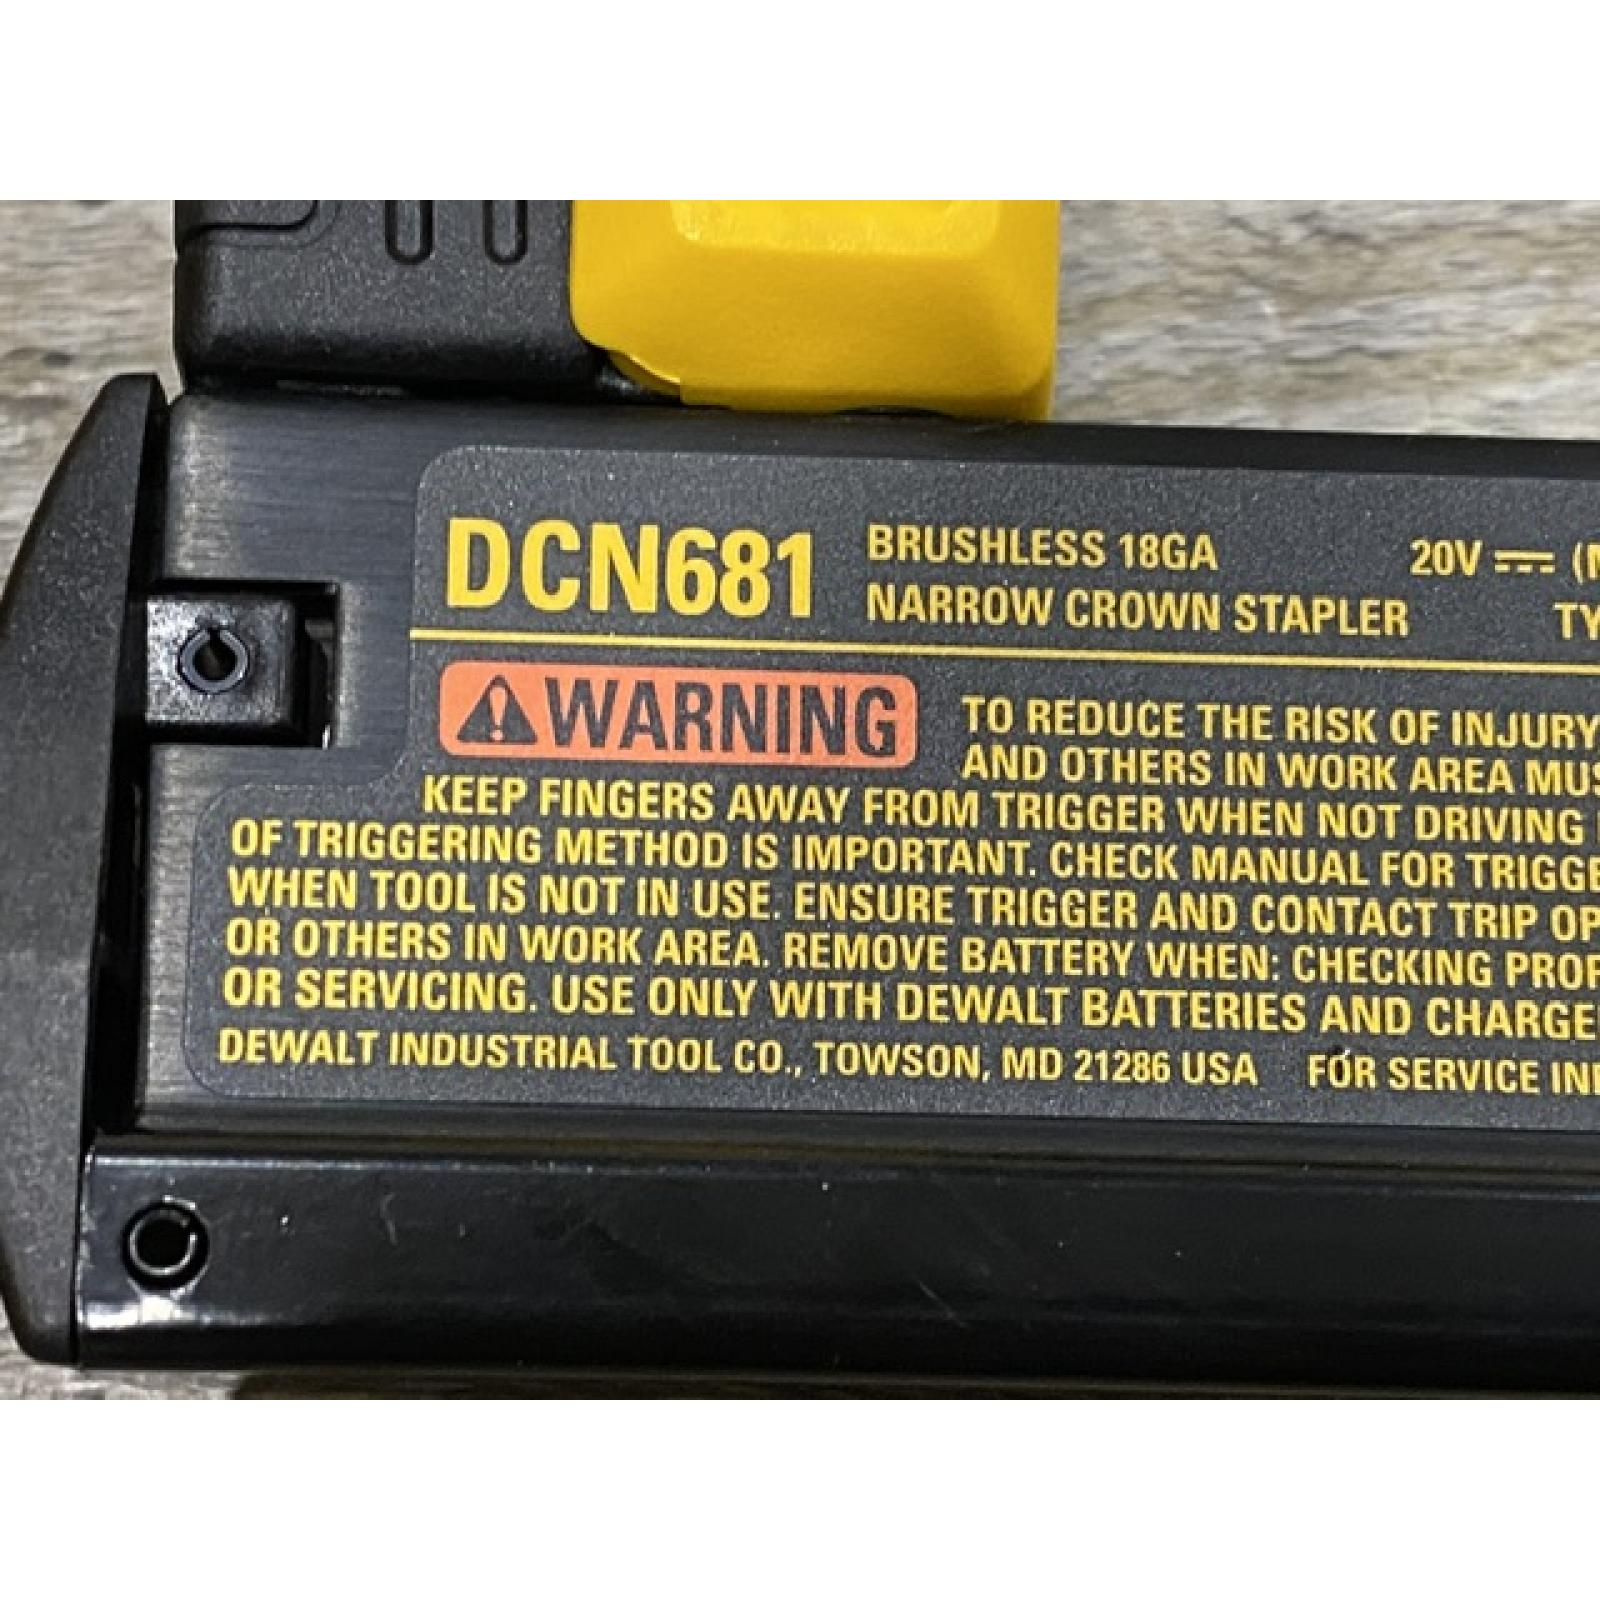 DCN681 BRUSHLESS 18GA 20V ⎓
NARROW CROWN STAPLER
WARNING TO REDUCE THE RISK OF INJURY
AND OTHERS IN WORK AREA
KEEP FINGERS AWAY FROM TRIGGER WHEN NOT DRIVING
OF TRIGGERING METHOD IS IMPORTANT. CHECK MANUAL FOR
WHEN TOOL IS NOT IN USE. ENSURE TRIGGER AND CONTACT TRIP
OR OTHERS IN WORK AREA. REMOVE BATTERY WHEN: CHECKING
OR SERVICING. USE ONLY WITH DEWALT BATTERIES AND
DEWALT INDUSTRIAL TOOL CO., TOWSON, MD 21286 USA FOR SERVICE